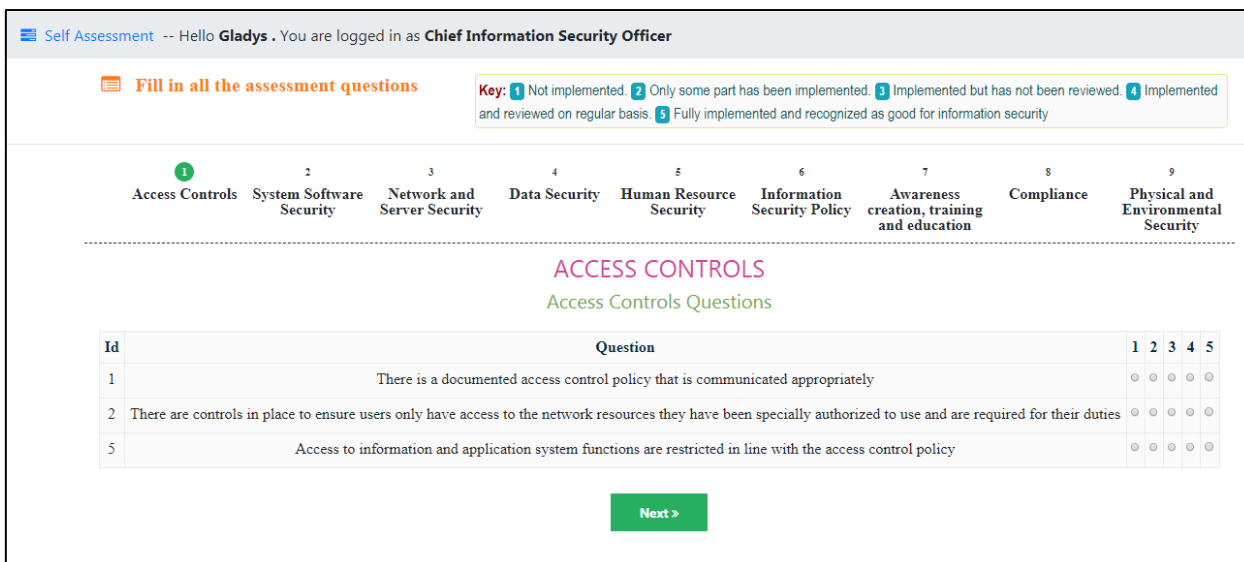 Self Assessment -- Hello Gladys . You are logged in as Chief Information Security Officer
Fill in all the assessment questions
Key: 1 Not implemented. 2 Only some part has been implemented. 3 Implemented but has not been reviewed. 4 Implemented
and reviewed on regular basis. 5 Fully implemented and recognized as good for information security
1 2 3 4 5 6 7 8 9
Access Controls System Software Network and Data Security Human Resource Information Awareness Compliance Physical and
Security Server Security Security Security Policy creation, training Environmental
and education Security
ACCESS CONTROLS
Access Controls Questions
Id Question 1 2 3 4 5
1 There is a documented access control policy that is communicated appropriately
2 There are controls in place to ensure users only have access to the network resources they have been specially authorized to use and are required for their duties
5 Access to information and application system functions are restricted in line with the access control policy
Next »